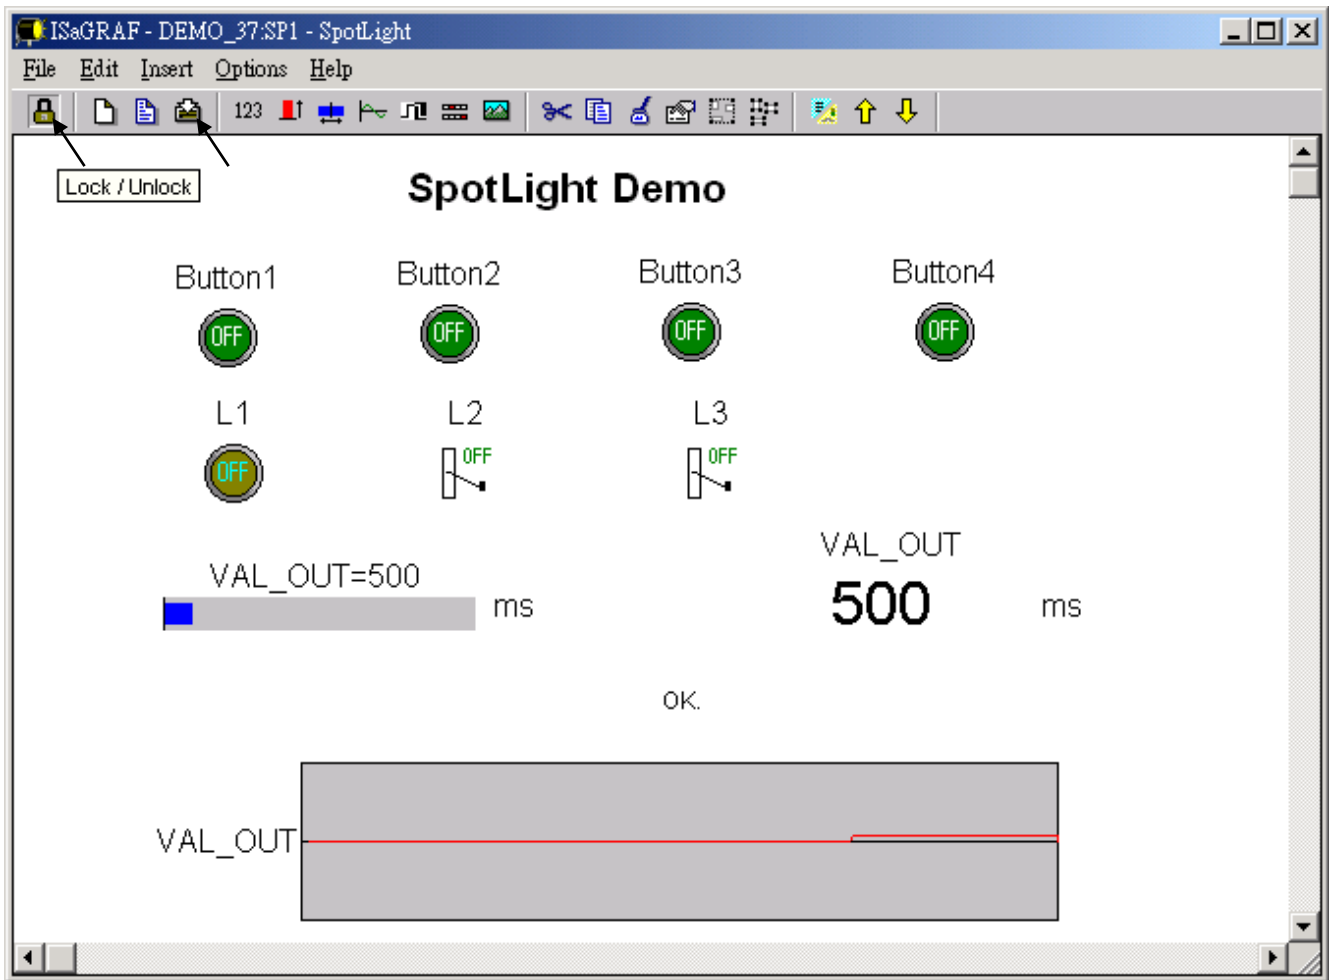 ISaGRAF - DEMO_37:SP1 - SpotLight
File Edit Insert Options Help
123
Lock / Unlock
SpotLight Demo
Button1 Button2 Button3 Button4
OFF OFF OFF OFF
L1 L2 L3
OFF OFF OFF
VAL_OUT
VAL_OUT=500
500 ms
ms
OK.
VAL_OUT